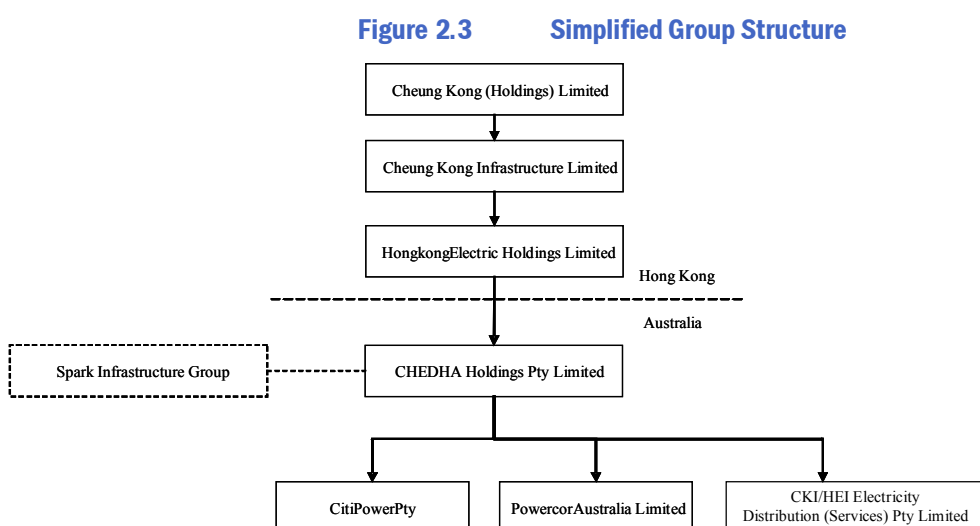 Figure 2.3 Simplified Group Structure
Cheung Kong (Holdings) Limited
Cheung Kong Infrastructure Limited
HongkongElectric Holdings Limited
Hong Kong
Australia
Spark Infrastructure Group
CHEDHA Holdings Pty Limited
CitiPowerPty
PowercorAustralia Limited
CKI/HEI Electricity
Distribution (Services) Pty Limited